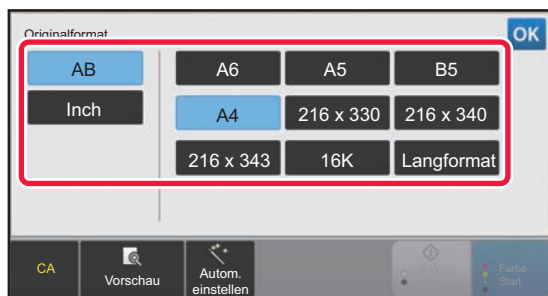 Originalformat
OK
AB
A6
A5
B5
Inch
A4
216 x 330
216 x 340
216 x 343
16K
Langformat
CA
Vorschau
Autom.
einstellen
Farbe
Start